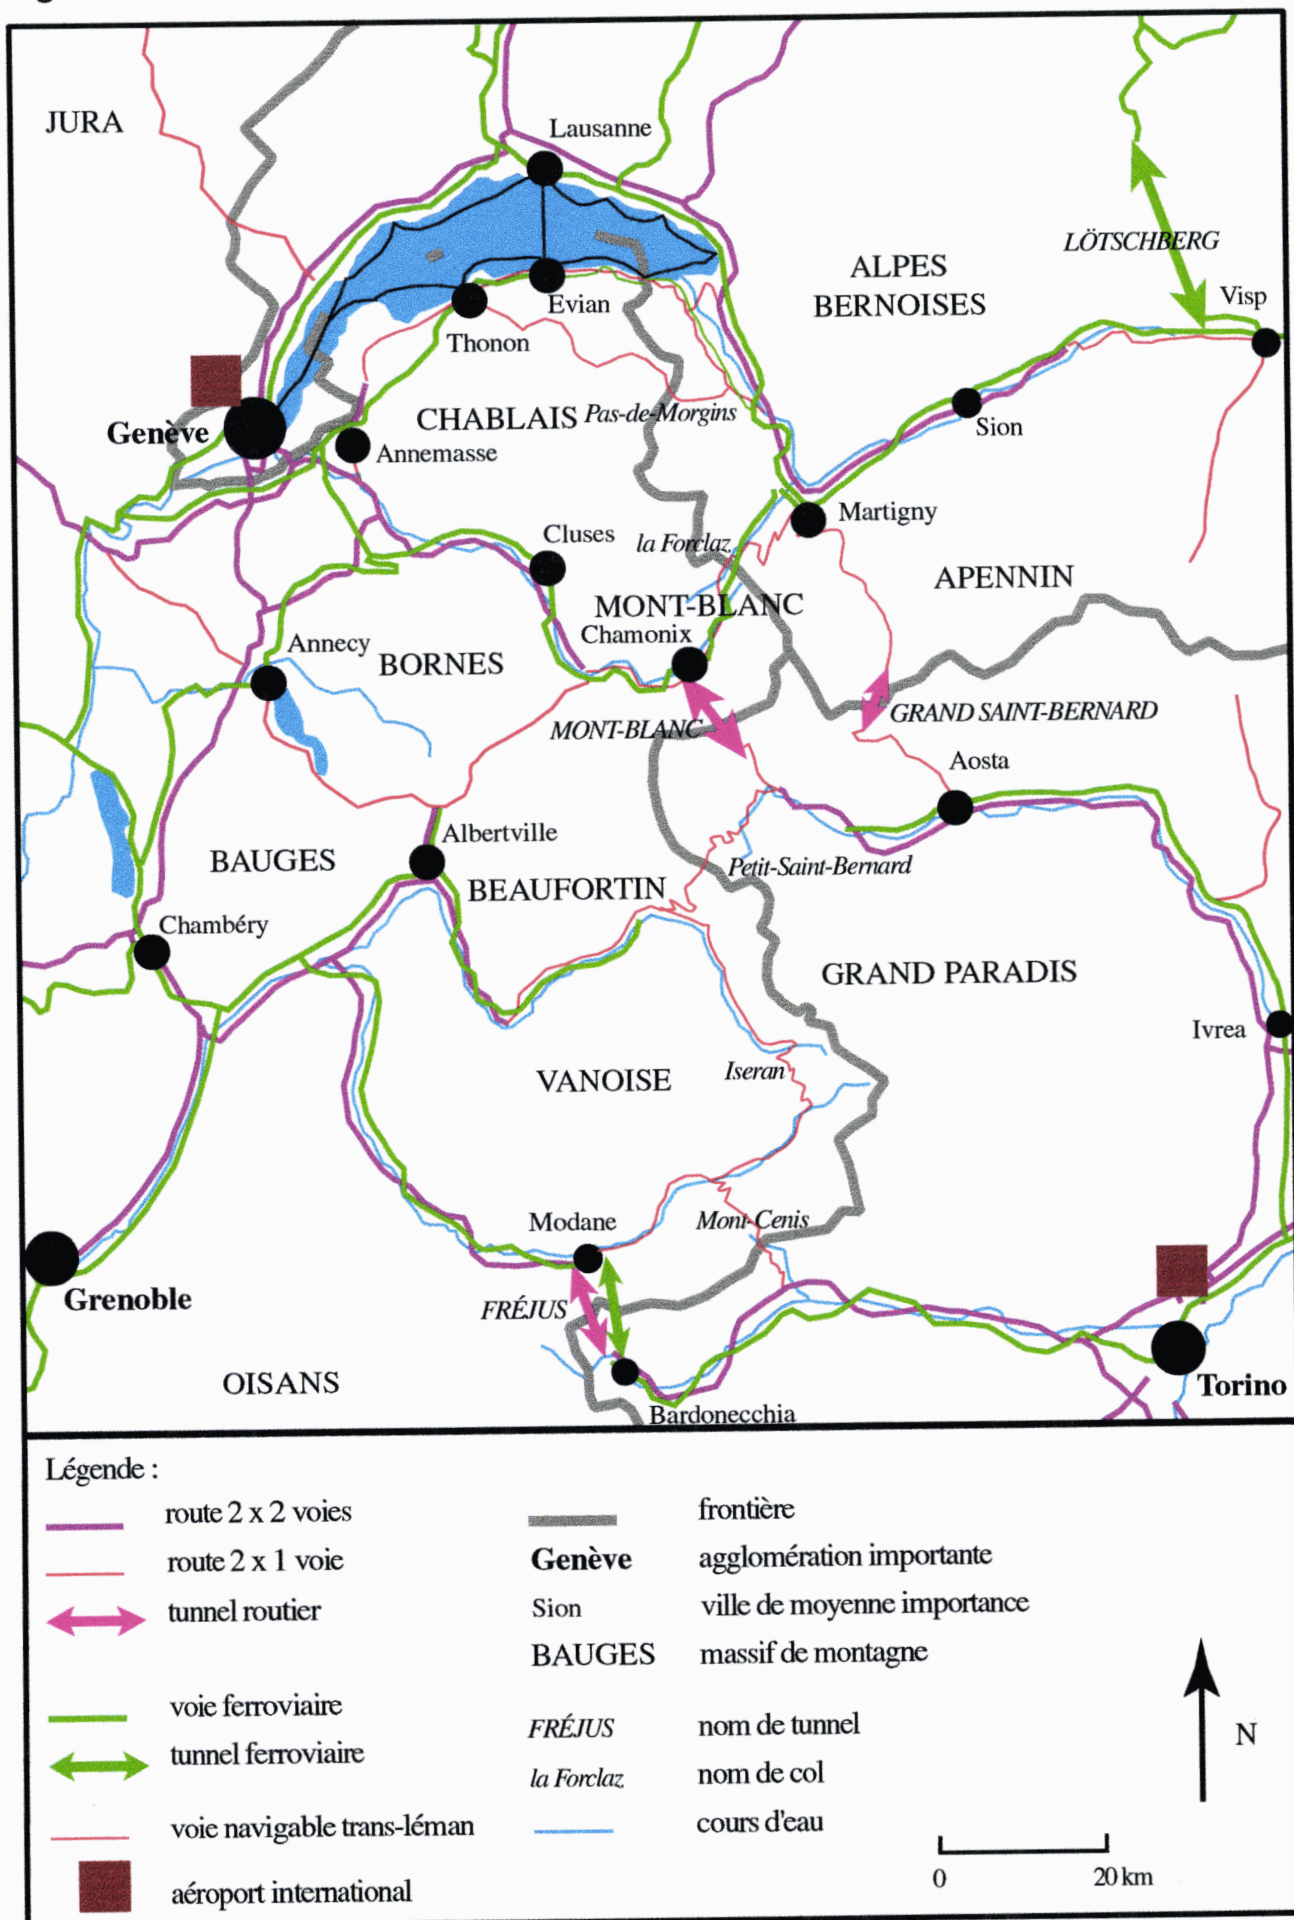 JURA
Lausanne
LÖTSCHBERG
ALPES
BERNOISES
Visp
Evian
Thonon
CHABLAIS
Pas-de-Morgins
Genève
Annemasse
Sion
Martigny
Cluses
la Forclaz
APENNIN
MONT-BLANC
Chamonix
Annecy
BORNES
MONT-BLANC
GRAND SAINT-BERNARD
Aosta
Albertville
BAUGES
Petit-Saint-Bernard
BEAUFORTIN
Chambéry
GRAND PARADIS
Ivrea
VANOISE
Iseran
Modane
Mont-Cenis
Grenoble
FRÉJUS
OISANS
Torino
Bardonecchia
Légende :
route 2 x 2 voies
route 2 x 1 voie
tunnel routier
voie ferroviaire
tunnel ferroviaire
voie navigable trans-léman
aéroport international
frontière
Genève agglomération importante
Sion ville de moyenne importance
BAUGES massif de montagne
FRÉJUS nom de tunnel
la Forclaz nom de col
cours d'eau
N
0 20 km